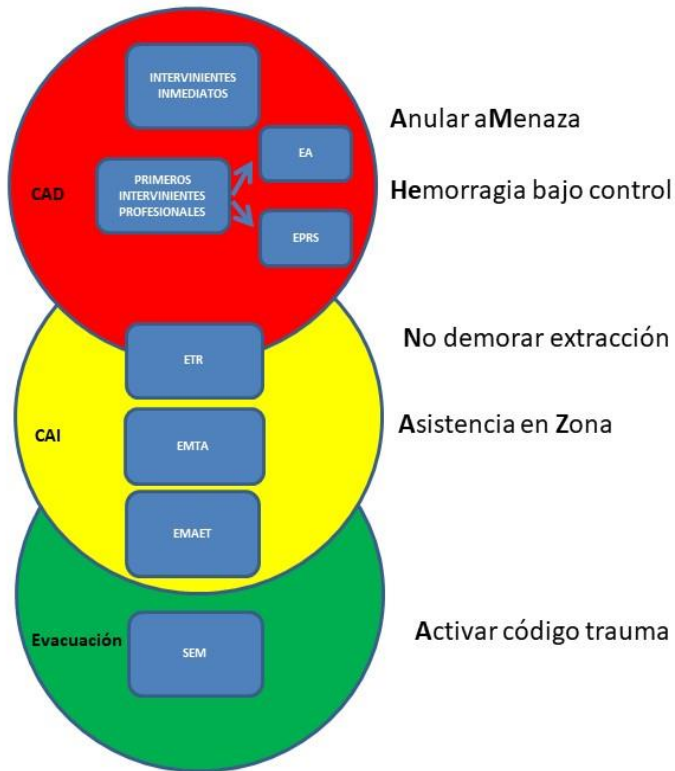 INTERVINIENTES
INMEDIATOS
Anular aMenaza
EA
PRIMEROS
INTERVINIENTES
PROFESIONALES
CAD
Hemorragia bajo control
EPRS
No demorar extracción
ETR
Asistencia en Zona
CAI
EMTA
EMAET
Evacuación
SEM
Activar código trauma